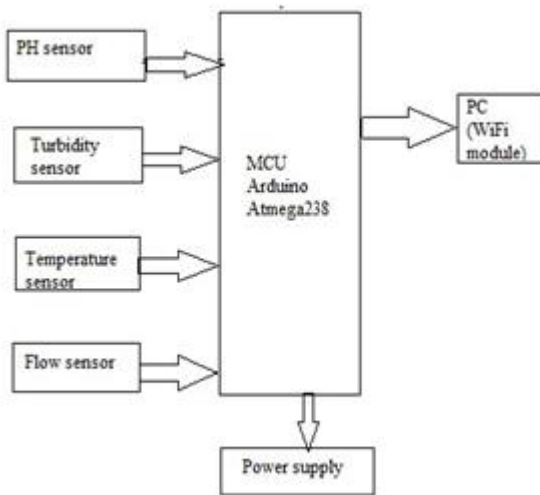 PH sensor
Turbidity
sensor
Temperature
sensor
Flow sensor
MCU
Arduino
Atmega238
PC
(WiFi
module)
Power supply